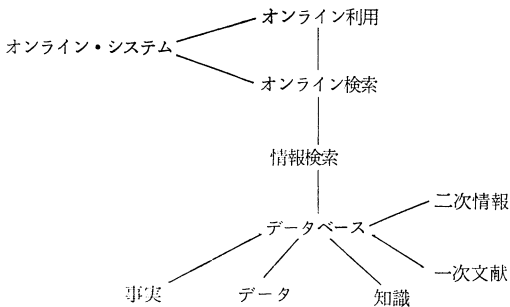 オンライン利用
オンライン・システム
オンライン検索
情報検索
二次情報
データベース
一次文献
事実
データ
知識